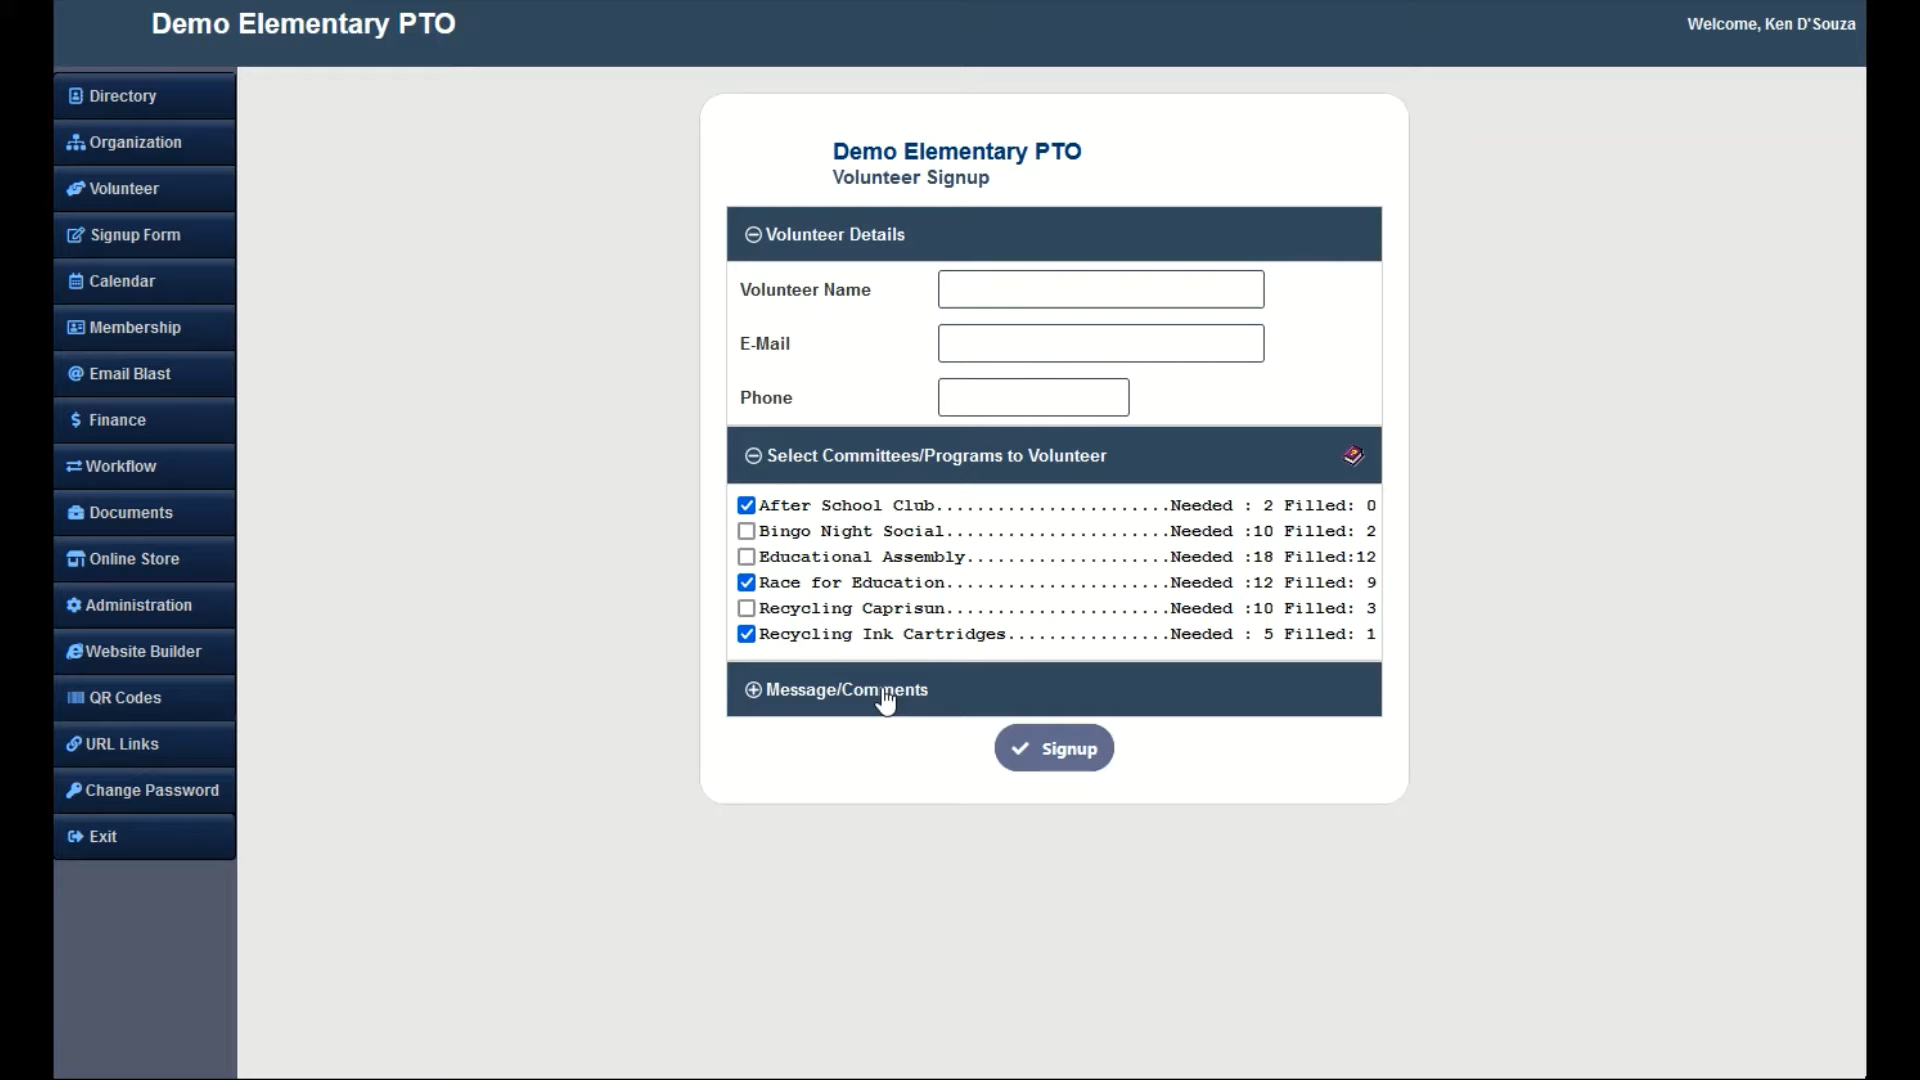 Demo Elementary PTO
Welcome, Ken D'Souza
Directory
Organization
Volunteer
Signup Form
Calendar
Membership
Email Blast
Finance
Workflow
Documents
Online Store
Administration
Website Builder
QR Codes
URL Links
Change Password
Exit
Demo Elementary PTO
Volunteer Signup
Volunteer Details
Volunteer Name
E-Mail
Phone
Select Committees/Programs to Volunteer
After School Club.......................Needed : 2 Filled: 0
Bingo Night Social......................Needed :10 Filled: 2
Educational Assembly....................Needed :18 Filled:12
Race for Education......................Needed :12 Filled: 9
Recycling Caprisun......................Needed :10 Filled: 3
Recycling Ink Cartridges................Needed : 5 Filled: 1
Message/Comments
Signup